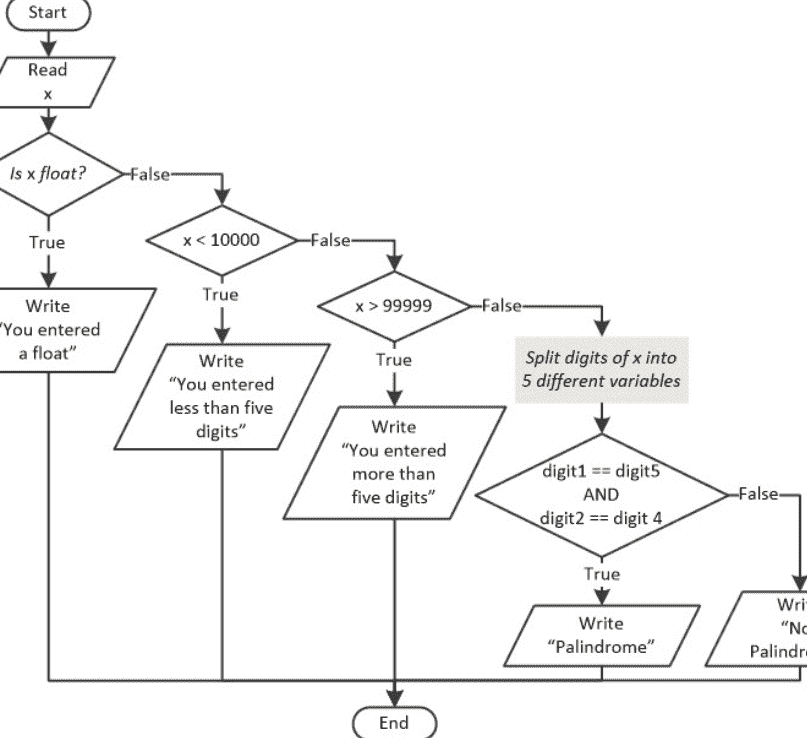 Start
Read
x
Is x float?
False
True
Write
"You entered
a float"
x < 10000
False
True
Write
"You entered
less than five
digits"
x > 99999
False
True
Write
"You entered
more than
five digits"
Split digits of x into
5 different variables
digit1 == digit5
AND
digit2 == digit 4
False
True
Write
"Palindrome"
End